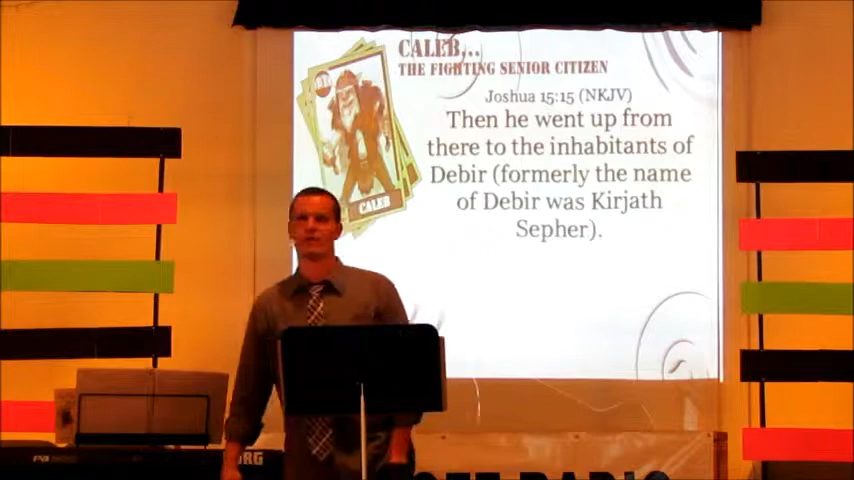 CALEB,...
THE FIGHTING SENIOR CITIZEN
Joshua 15:15 (NKJV)
Then he went up from
there to the inhabitants of
Debir (formerly the name
of Debir was Kirjath
Sepher).
CALEB
RADIO